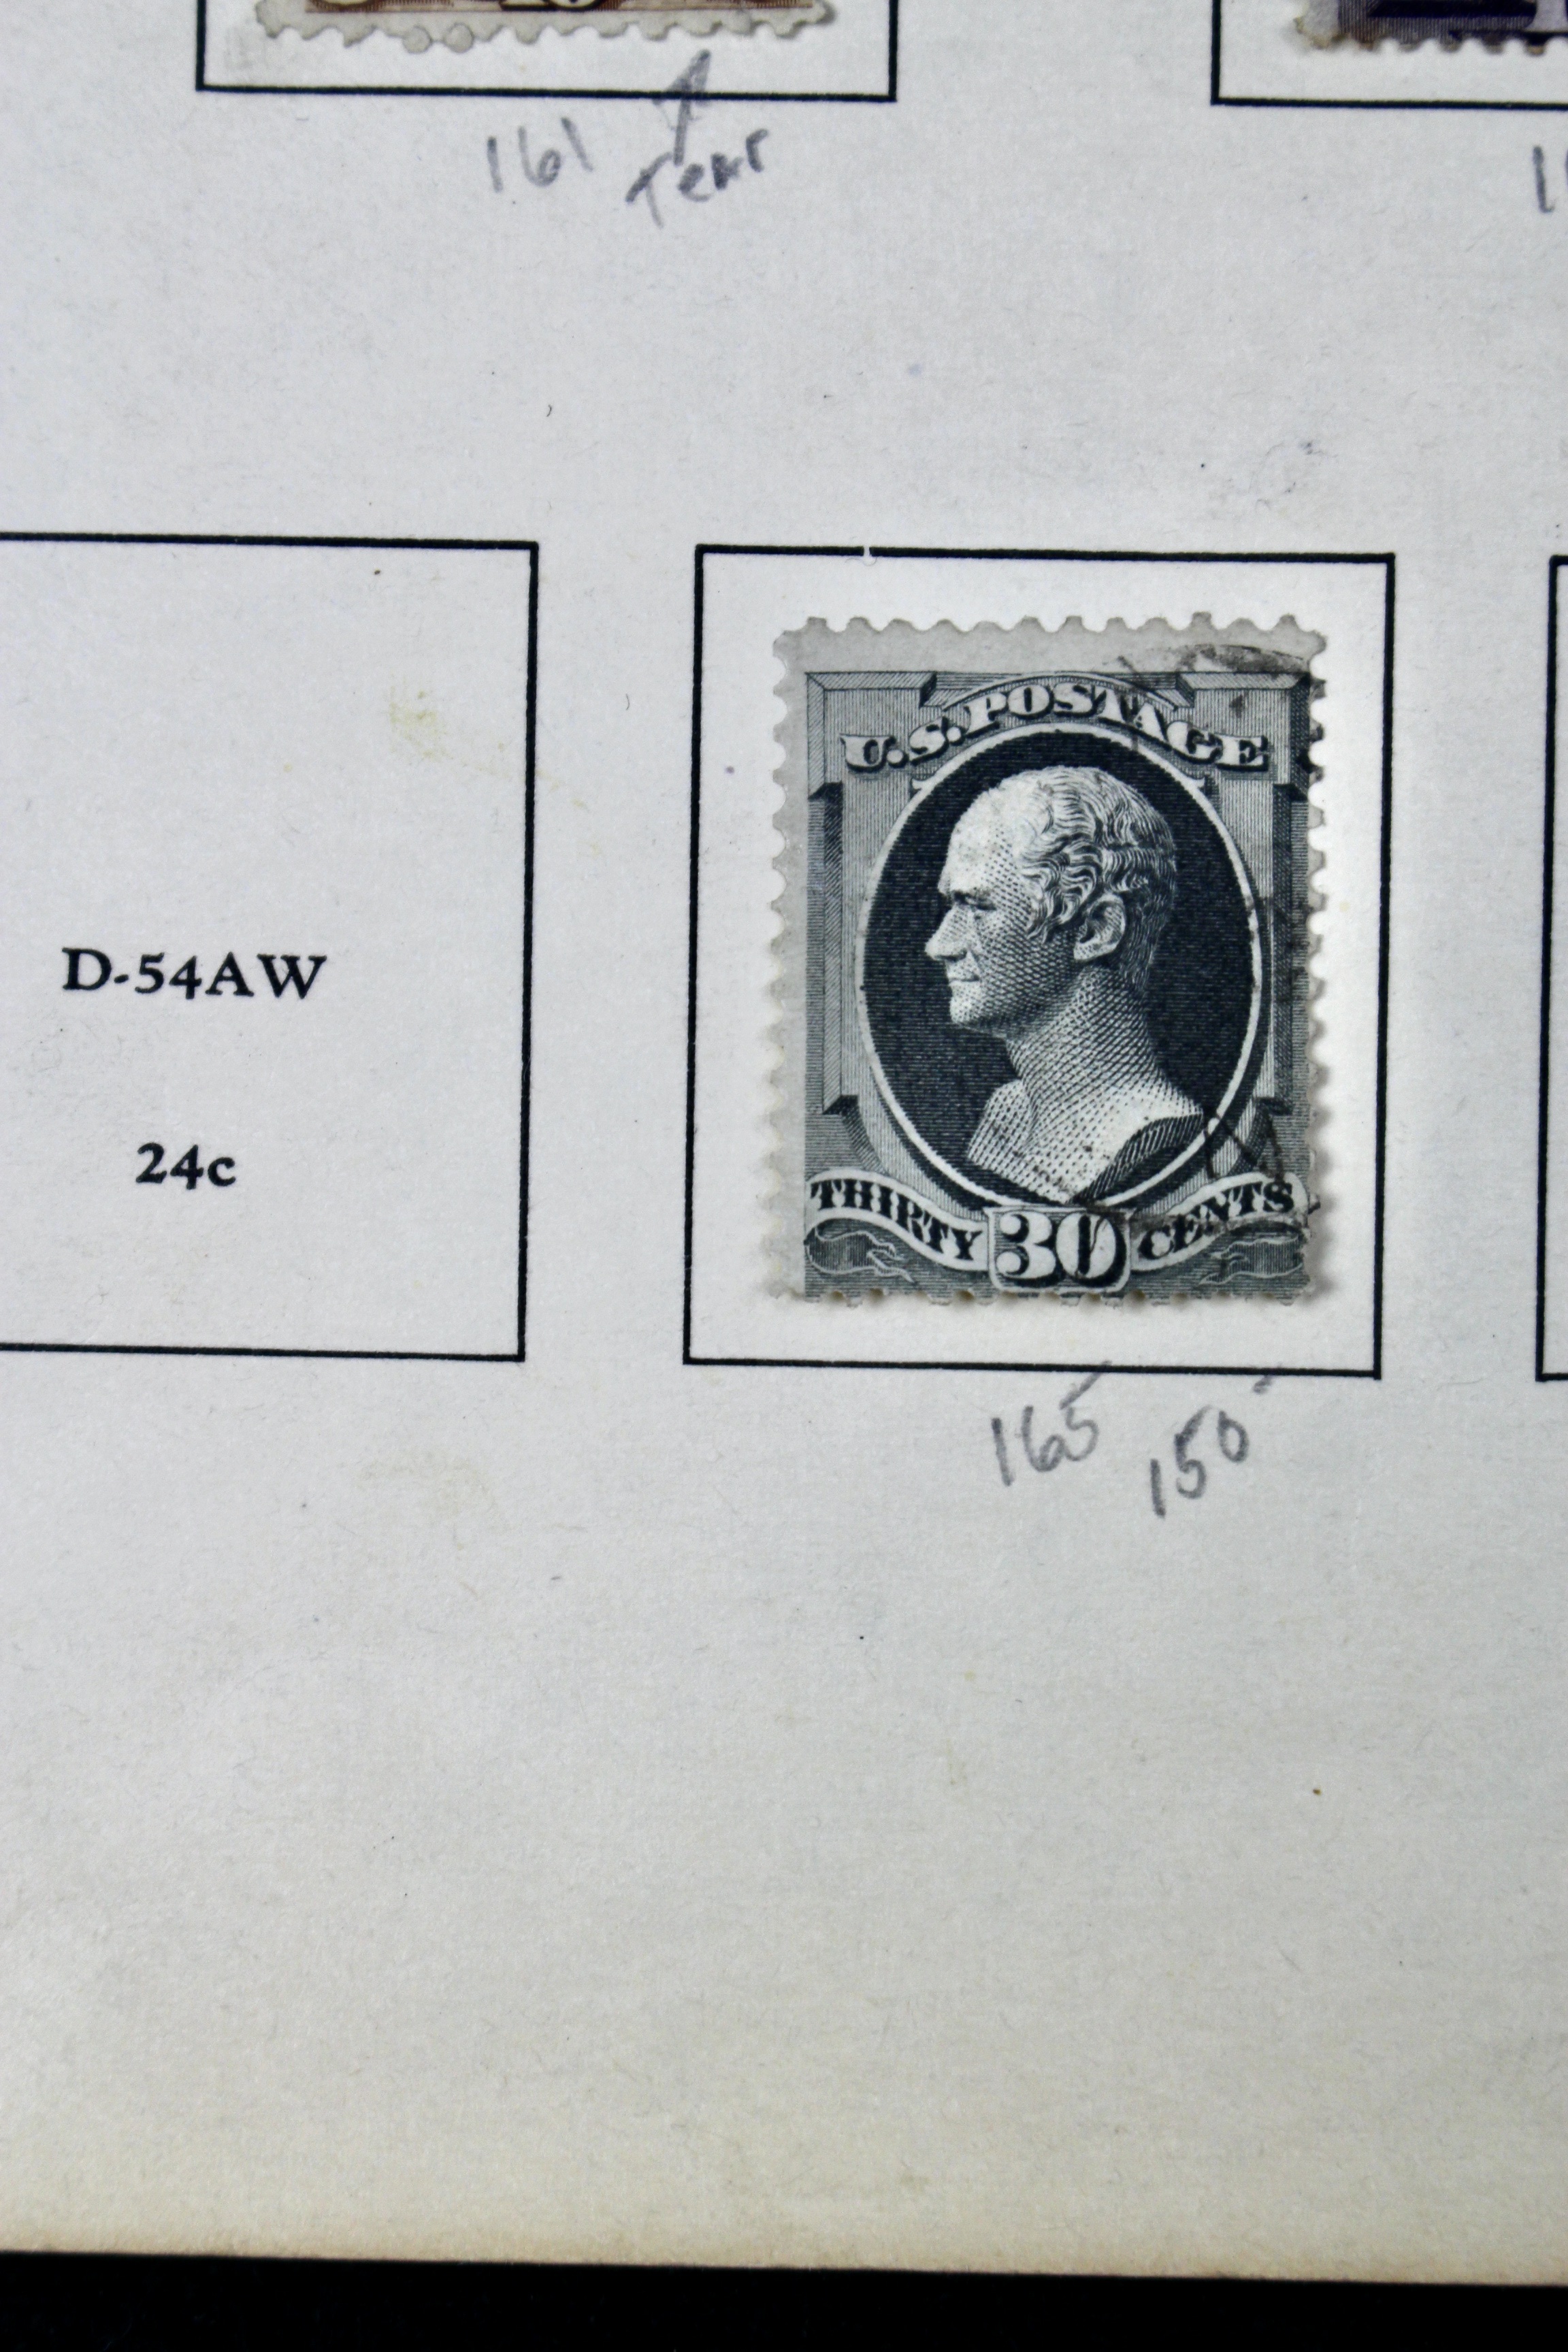 161
Tear
D-54AW
24c
U.S. POSTAGE
THIRTY 30 CENTS
165 150